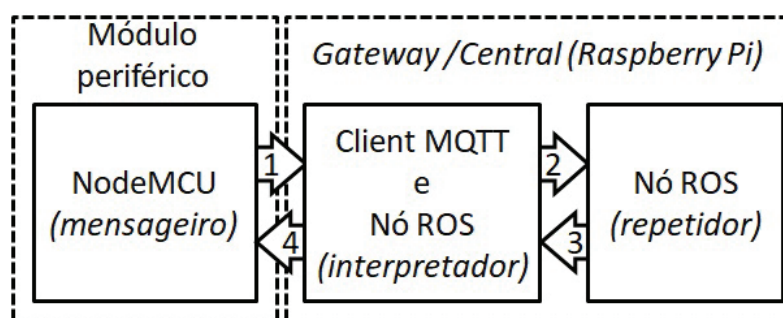 Módulo
periférico
Gateway/Central (Raspberry Pi)
NodeMCU
(mensageiro)
1
4
Client MQTT
e
Nó ROS
(interpretador)
2
3
Nó ROS
(repetidor)